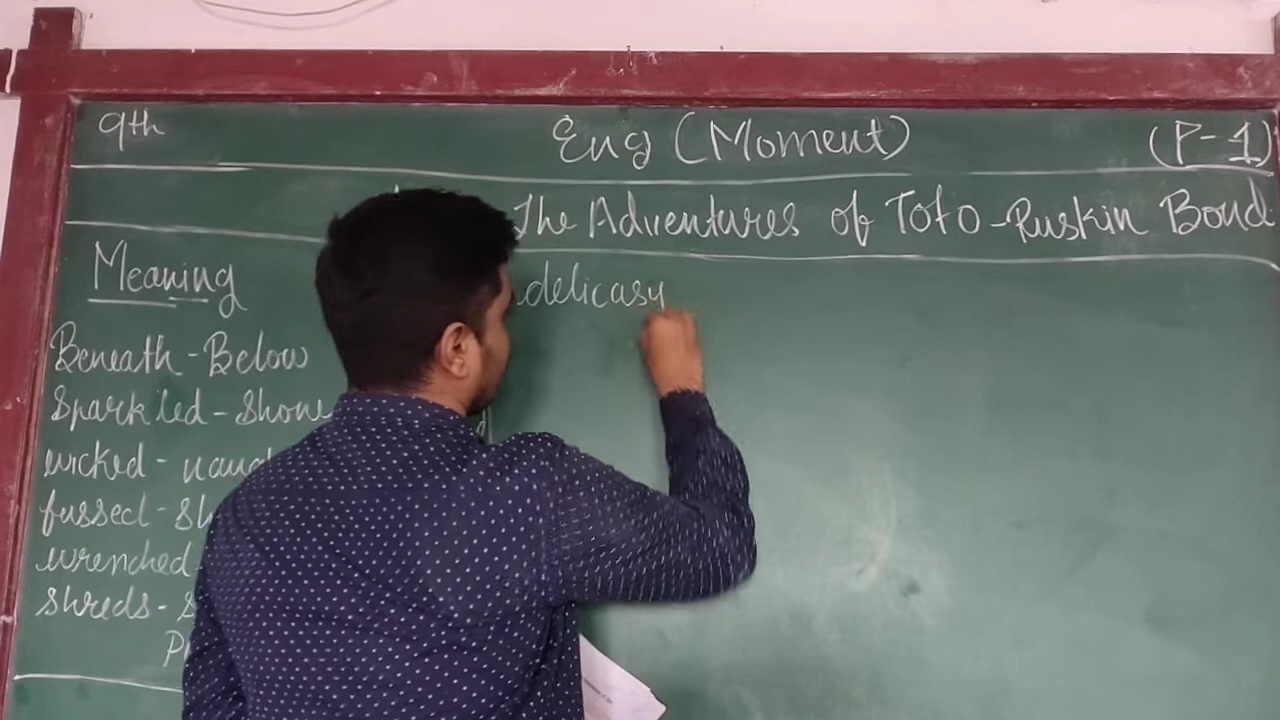 9th Eng (Moment) (P-1)
The Adventures of Toto - Ruskin Bond
Meaning
delicasy
Beneath - Below
Sparkled - Shone
wicked -
fussed -
wrenched
shreds -